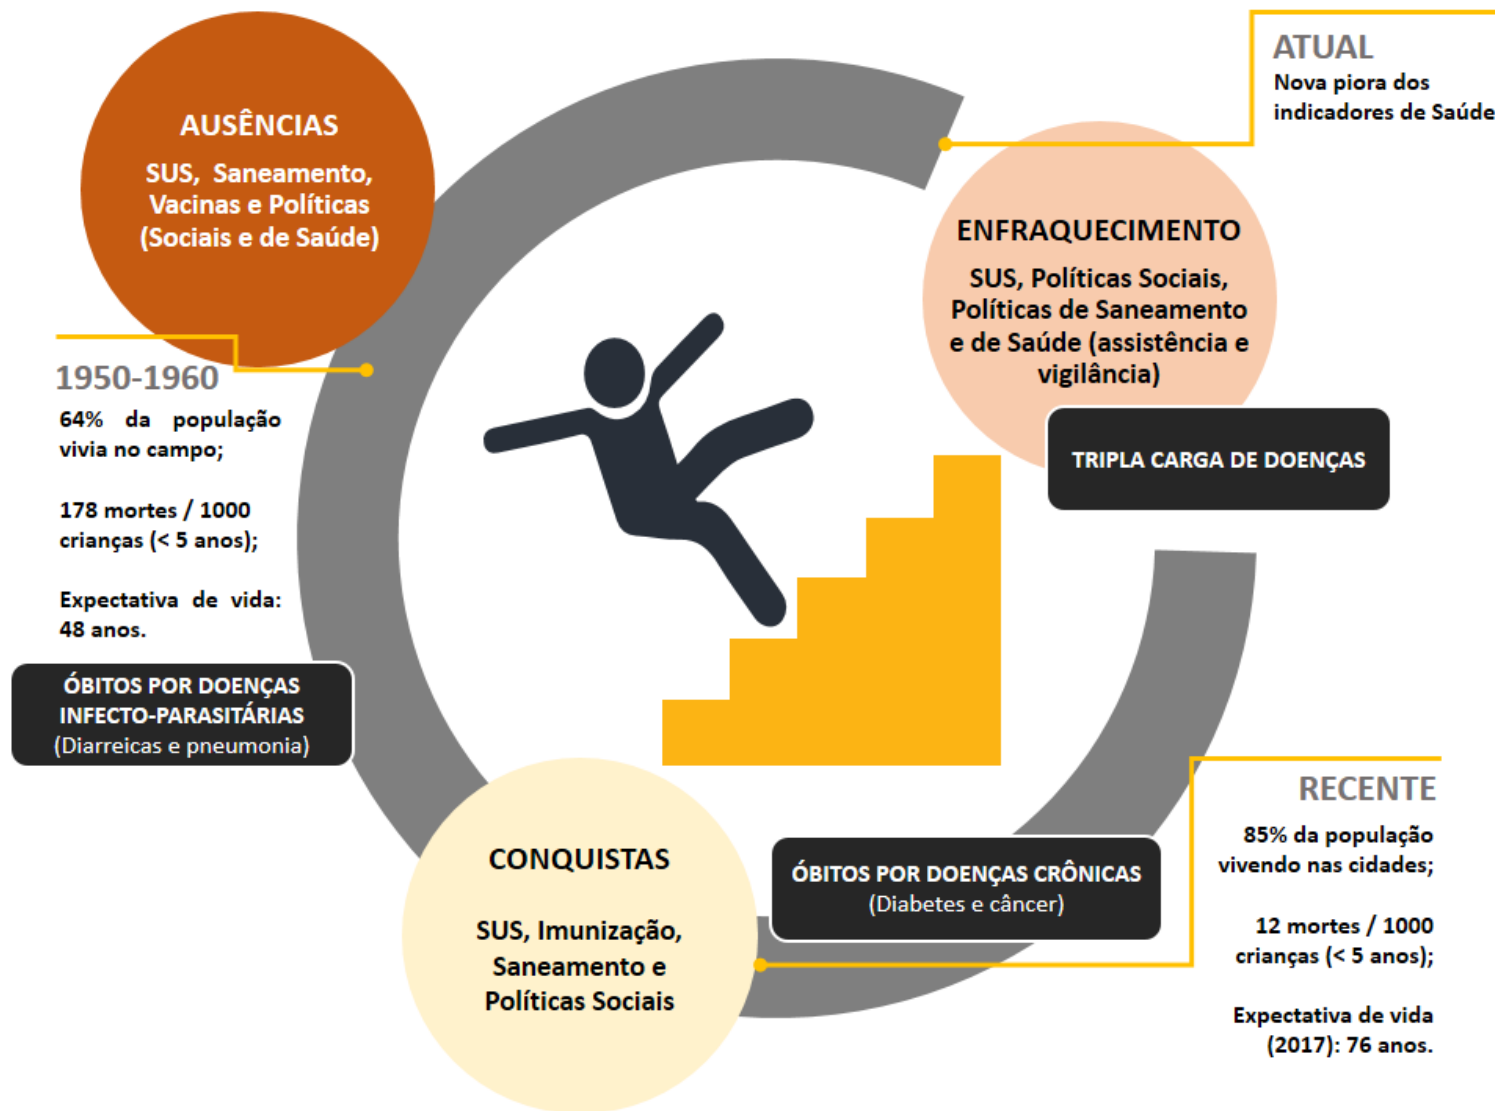 AUSÊNCIAS
SUS, Saneamento,
Vacinas e Políticas
(Sociais e de Saúde)
1950-1960
64% da população
vivia no campo;
178 mortes / 1000
crianças (< 5 anos);
Expectativa de vida:
48 anos.
ÓBITOS POR DOENÇAS
INFECTO-PARASITÁRIAS
(Diarreicas e pneumonia)
CONQUISTAS
SUS, Imunização,
Saneamento e
Políticas Sociais
ÓBITOS POR DOENÇAS CRÔNICAS
(Diabetes e câncer)
RECENTE
85% da população
vivendo nas cidades;
12 mortes / 1000
crianças (< 5 anos);
Expectativa de vida
(2017): 76 anos.
ATUAL
Nova piora dos
indicadores de Saúde
ENFRAQUECIMENTO
SUS, Políticas Sociais,
Políticas de Saneamento
e de Saúde (assistência e
vigilância)
TRIPLA CARGA DE DOENÇAS